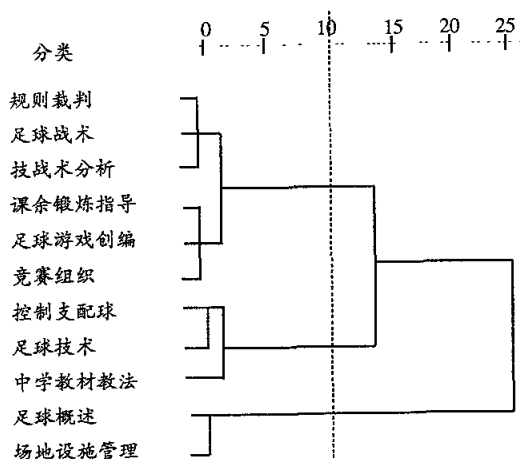 0 5 10 15 20 25
分类
规则裁判
足球战术
技战术分析
课余锻炼指导
足球游戏创编
竞赛组织
控制支配球
足球技术
中学教材教法
足球概述
场地设施管理